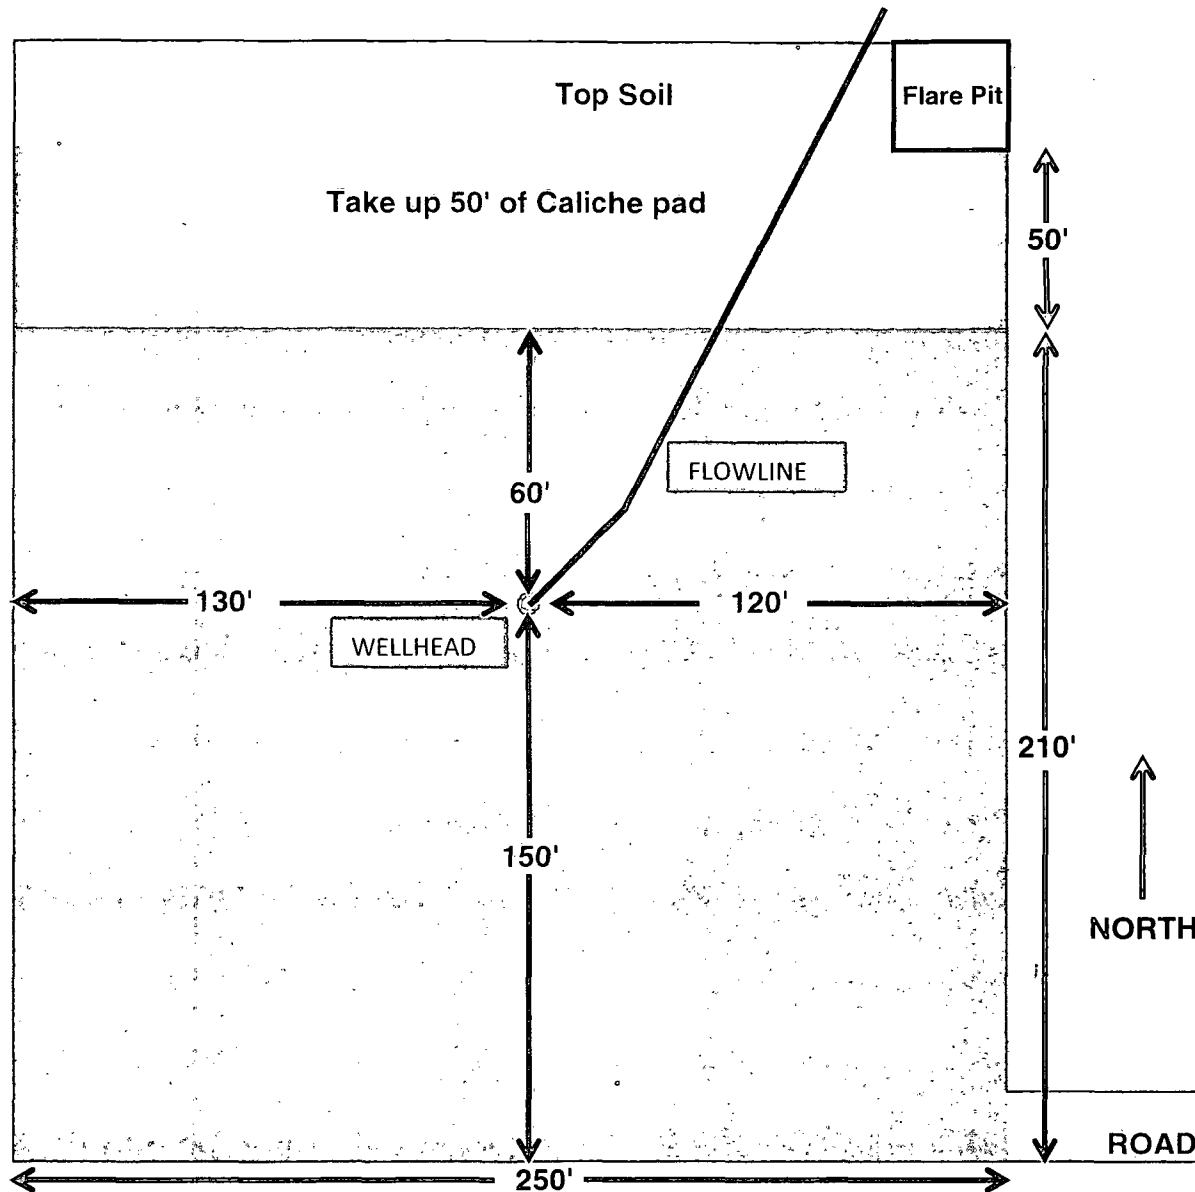 Top Soil
Flare Pit
Take up 50' of Caliche pad
50'
FLOWLINE
60'
130'
120'
WELLHEAD
210'
150'
NORTH
ROAD
250'